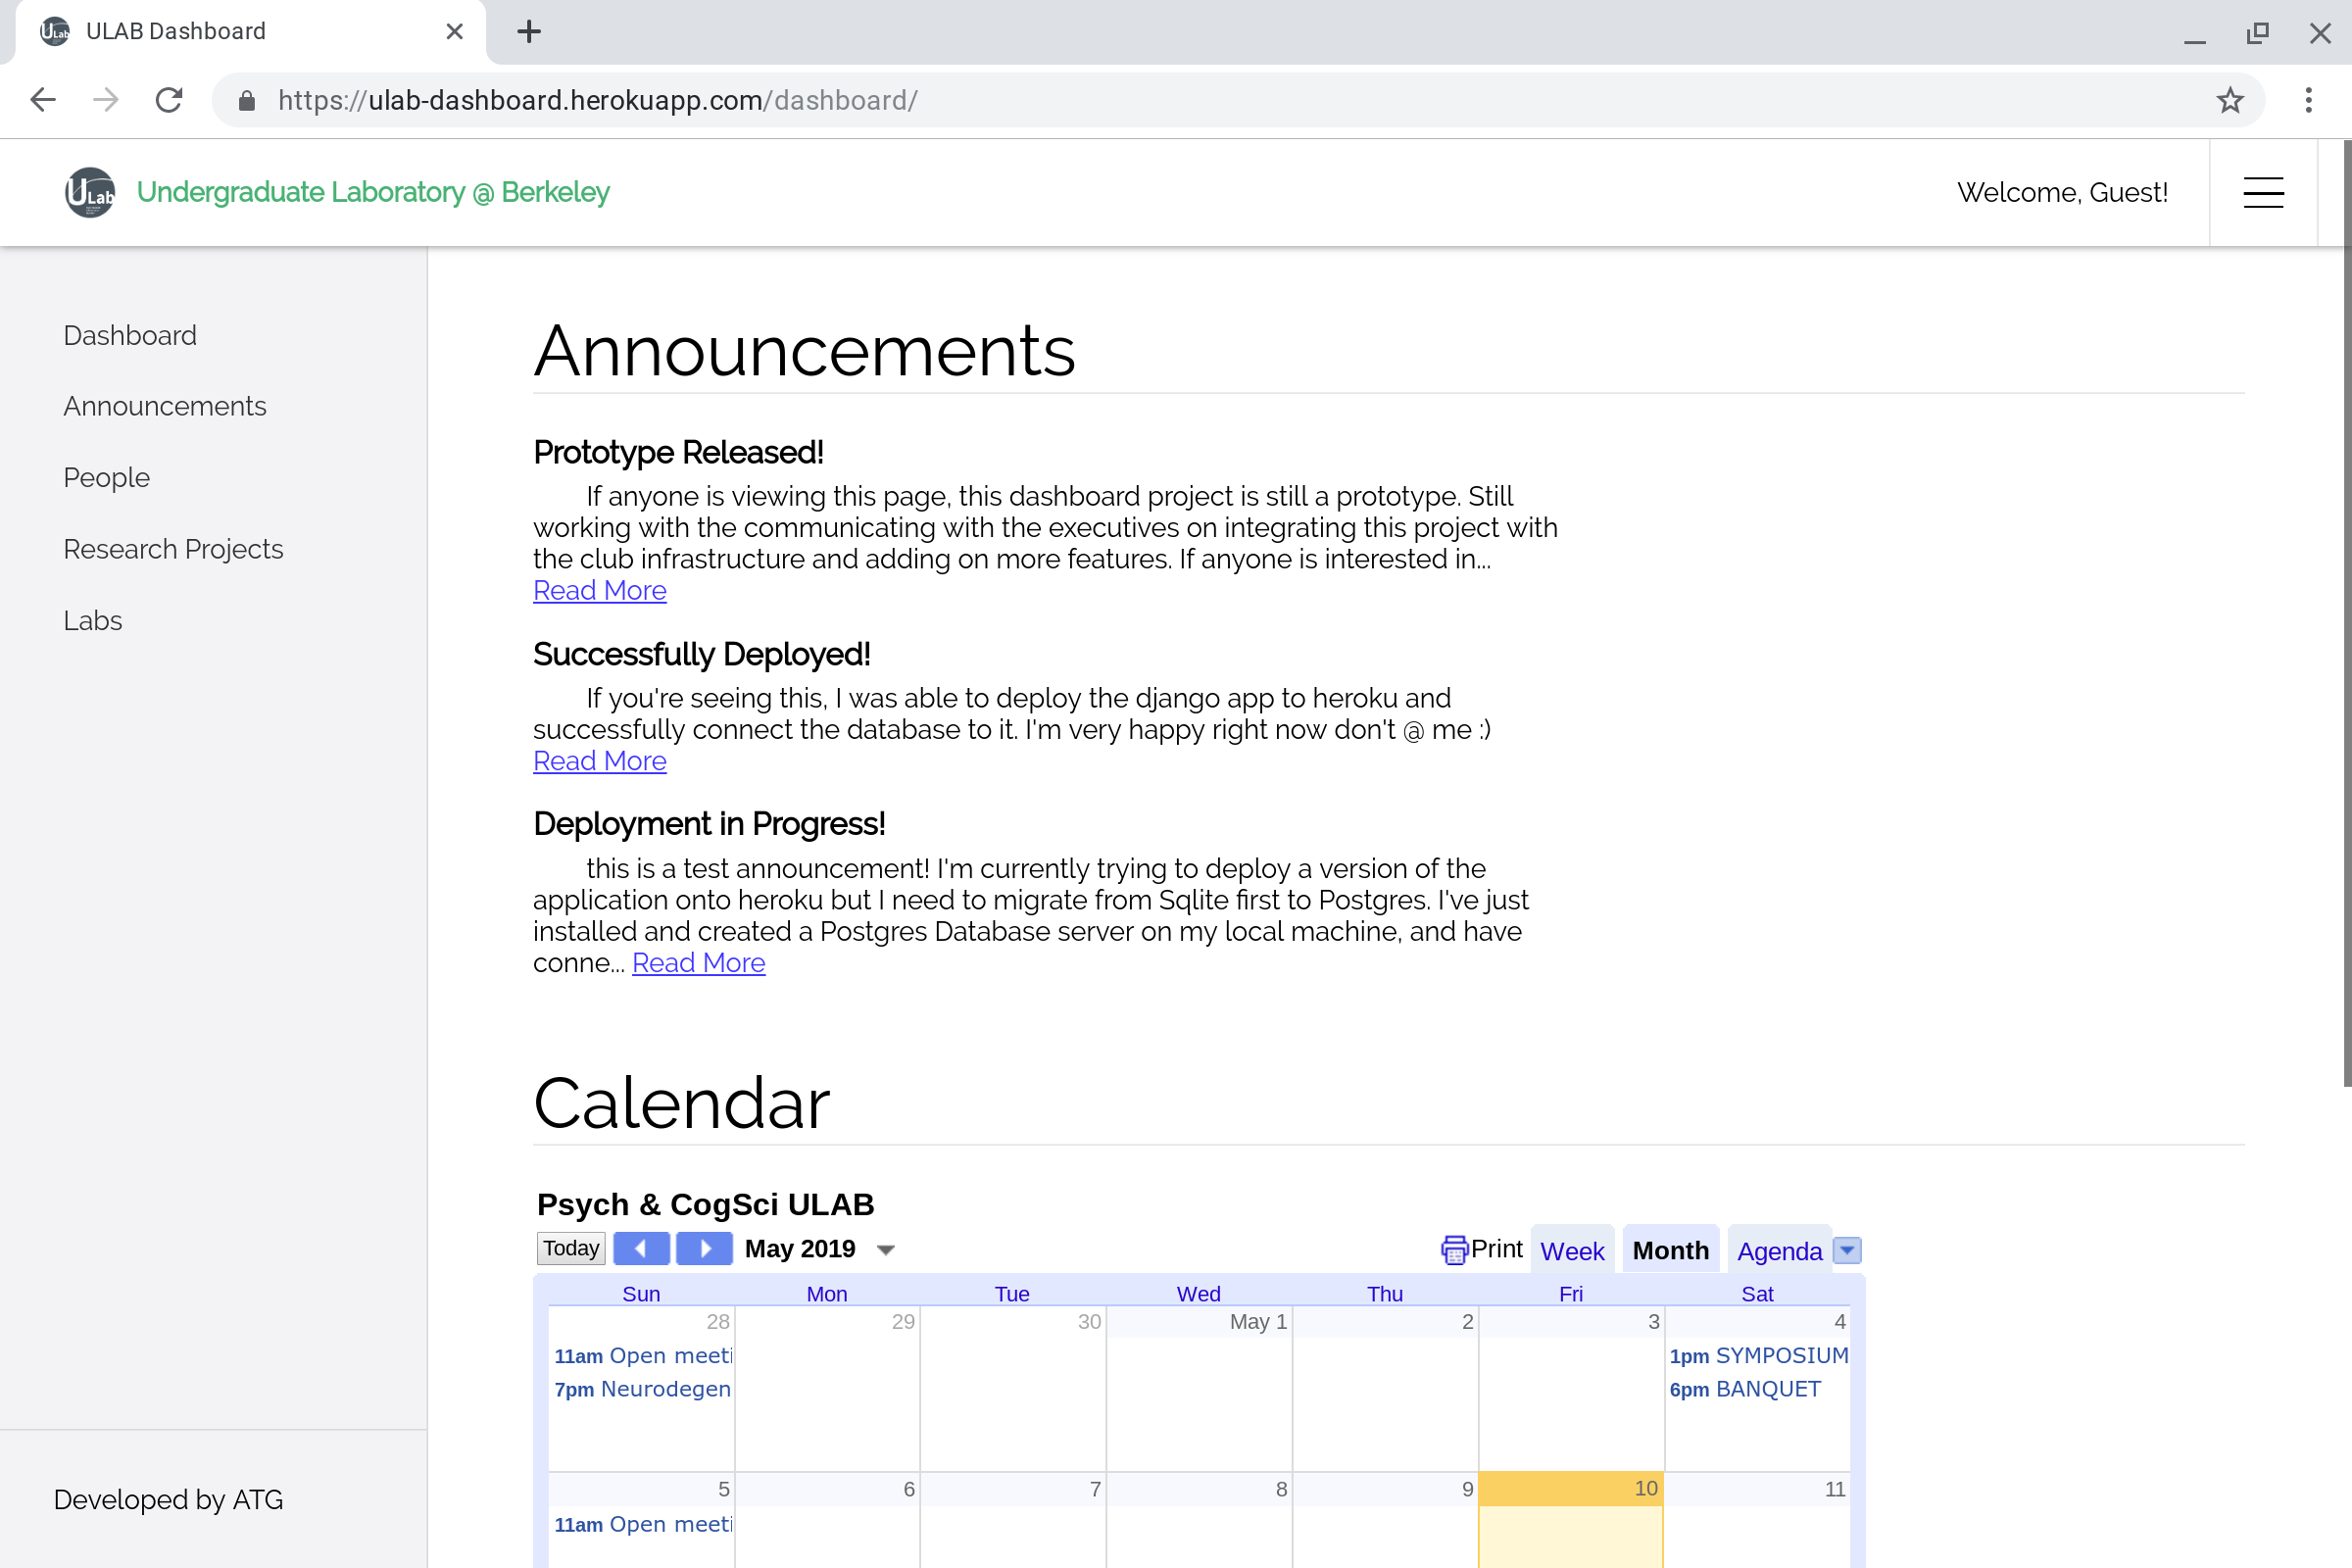 ULAB Dashboard
https://ulab-dashboard.herokuapp.com/dashboard/
ULab
Undergraduate Laboratory @ Berkeley
Welcome, Guest!
Dashboard
Announcements
People
Research Projects
Labs
Developed by ATG
Announcements
Prototype Released!
If anyone is viewing this page, this dashboard project is still a prototype. Still
working with the communicating with the executives on integrating this project with
the club infrastructure and adding on more features. If anyone is interested in...
Read More
Successfully Deployed!
If you're seeing this, I was able to deploy the django app to heroku and
successfully connect the database to it. I'm very happy right now don't @ me :)
Read More
Deployment in Progress!
this is a test announcement! I'm currently trying to deploy a version of the
application onto heroku but I need to migrate from Sqlite first to Postgres. I've just
installed and created a Postgres Database server on my local machine, and have
conne... Read More
Calendar
Psych & CogSci ULAB
Today May 2019 Print Week Month Agenda
Sun Mon Tue Wed Thu Fri Sat
28 29 30 May 1 2 3 4
11am Open meeti 1pm SYMPOSIUM
7pm Neurodegen 6pm BANQUET
5 6 7 8 9 10 11
11am Open meeti